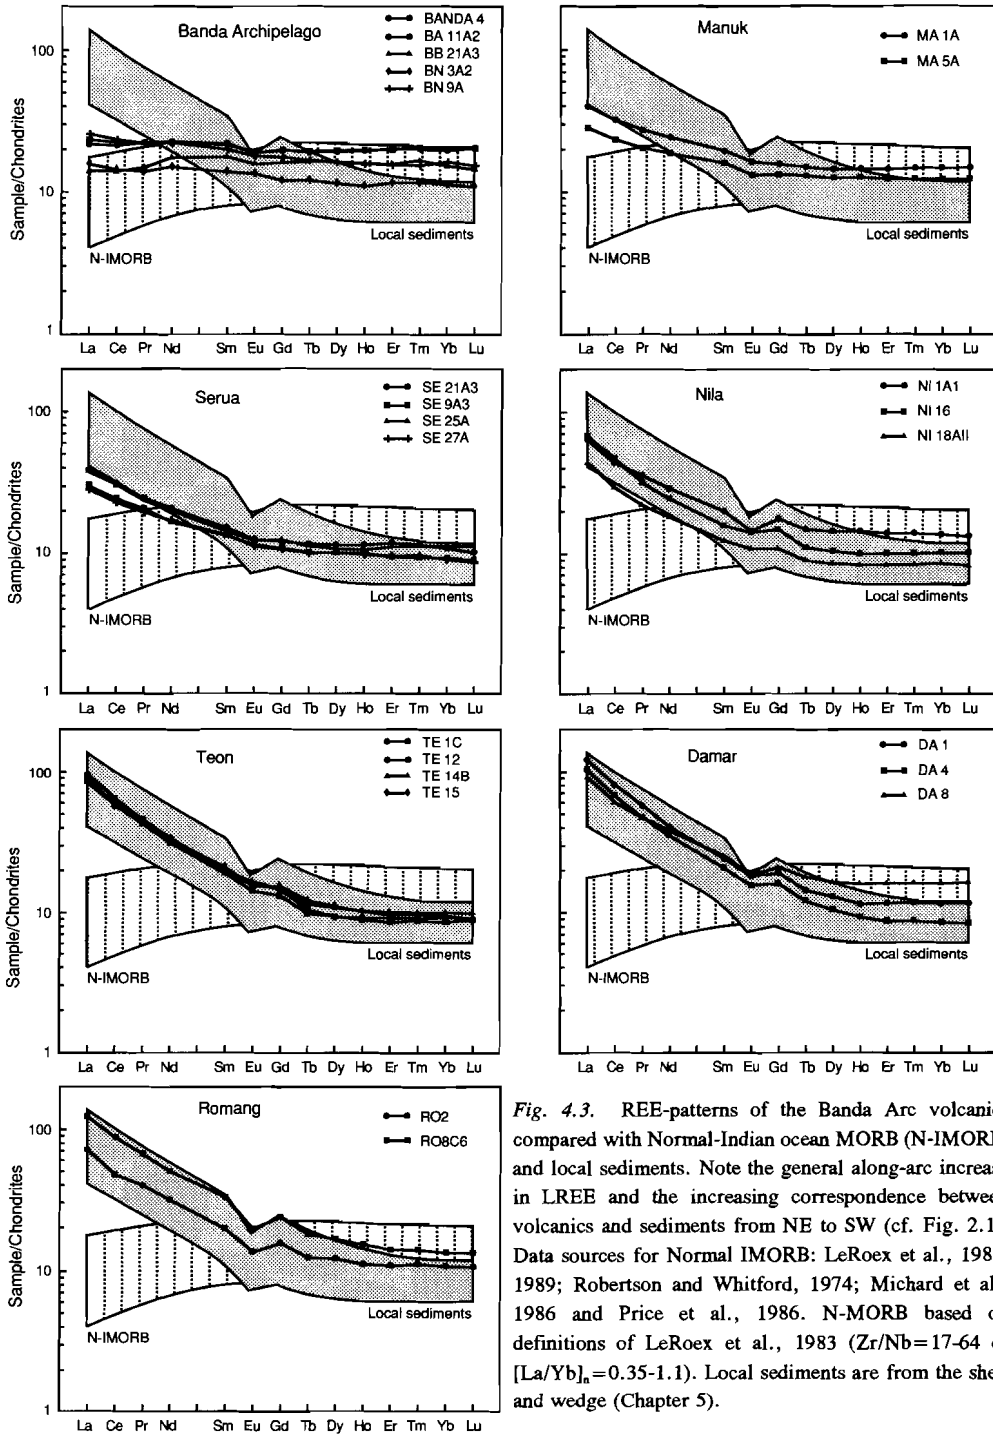 Banda Archipelago
BANDA 4
BA 11A2
BB 21A3
BN 3A2
BN 9A
100
10
1
Sample/Chondrites
Local sediments
N-IMORB
La Ce Pr Nd Sm Eu Gd Tb Dy Ho Er Tm Yb Lu
Manuk
MA 1A
MA 5A
Local sediments
N-IMORB
La Ce Pr Nd Sm Eu Gd Tb Dy Ho Er Tm Yb Lu
Serua
SE 21A3
SE 9A3
SE 25A
SE 27A
100
10
1
Sample/Chondrites
Local sediments
N-IMORB
La Ce Pr Nd Sm Eu Gd Tb Dy Ho Er Tm Yb Lu
Nila
NI 1A1
NI 16
NI 18AII
Local sediments
N-IMORB
La Ce Pr Nd Sm Eu Gd Tb Dy Ho Er Tm Yb Lu
Teon
TE 1C
TE 12
TE 14B
TE 15
100
10
1
Sample/Chondrites
Local sediments
N-IMORB
La Ce Pr Nd Sm Eu Gd Tb Dy Ho Er Tm Yb Lu
Damar
DA 1
DA 4
DA 8
Local sediments
N-IMORB
La Ce Pr Nd Sm Eu Gd Tb Dy Ho Er Tm Yb Lu
Romang
RO2
RO8C6
100
10
1
Sample/Chondrites
Local sediments
N-IMORB
La Ce Pr Nd Sm Eu Gd Tb Dy Ho Er Tm Yb Lu
Fig. 4.3. REE-patterns of the Banda Arc volcanic
compared with Normal-Indian ocean MORB (N-IMORB
and local sediments. Note the general along-arc increas
in LREE and the increasing correspondence between
volcanics and sediments from NE to SW (cf. Fig. 2.1
Data sources for Normal IMORB: LeRoex et al., 198
1989; Robertson and Whitford, 1974; Michard et al
1986 and Price et al., 1986. N-MORB based o
definitions of LeRoex et al., 1983 (Zr/Nb=17-64
[La/Yb]n=0.35-1.1). Local sediments are from the she
and wedge (Chapter 5).